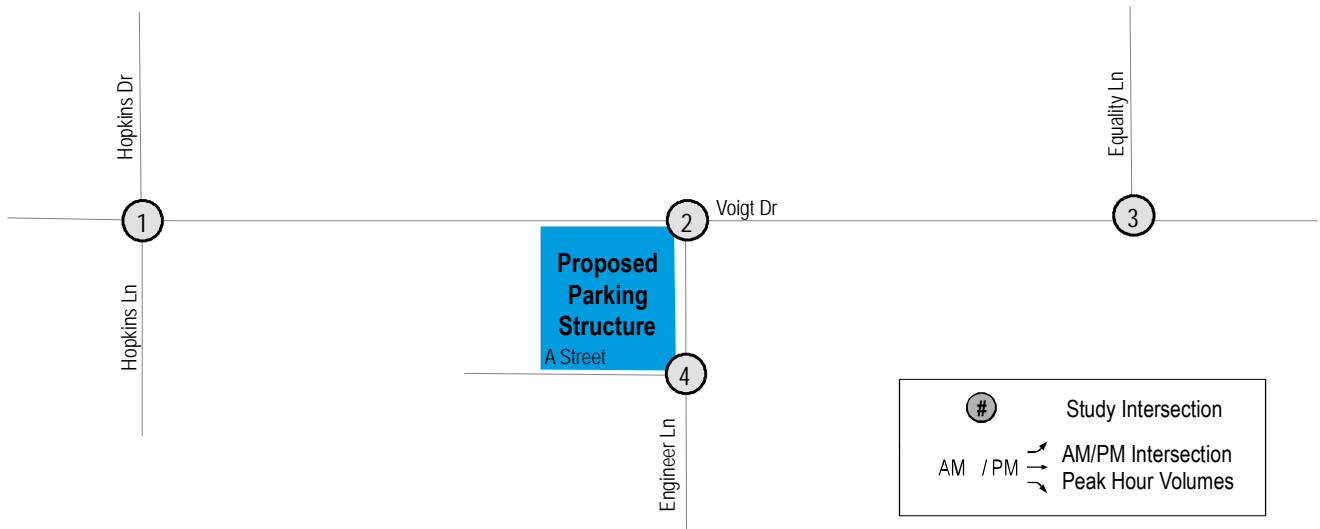 Hopkins Dr
Equality Ln
1
2
Voigt Dr
3
Proposed
Parking
Structure
A Street
Hopkins Ln
4
Engineer Ln
# Study Intersection
AM / PM AM/PM Intersection
Peak Hour Volumes